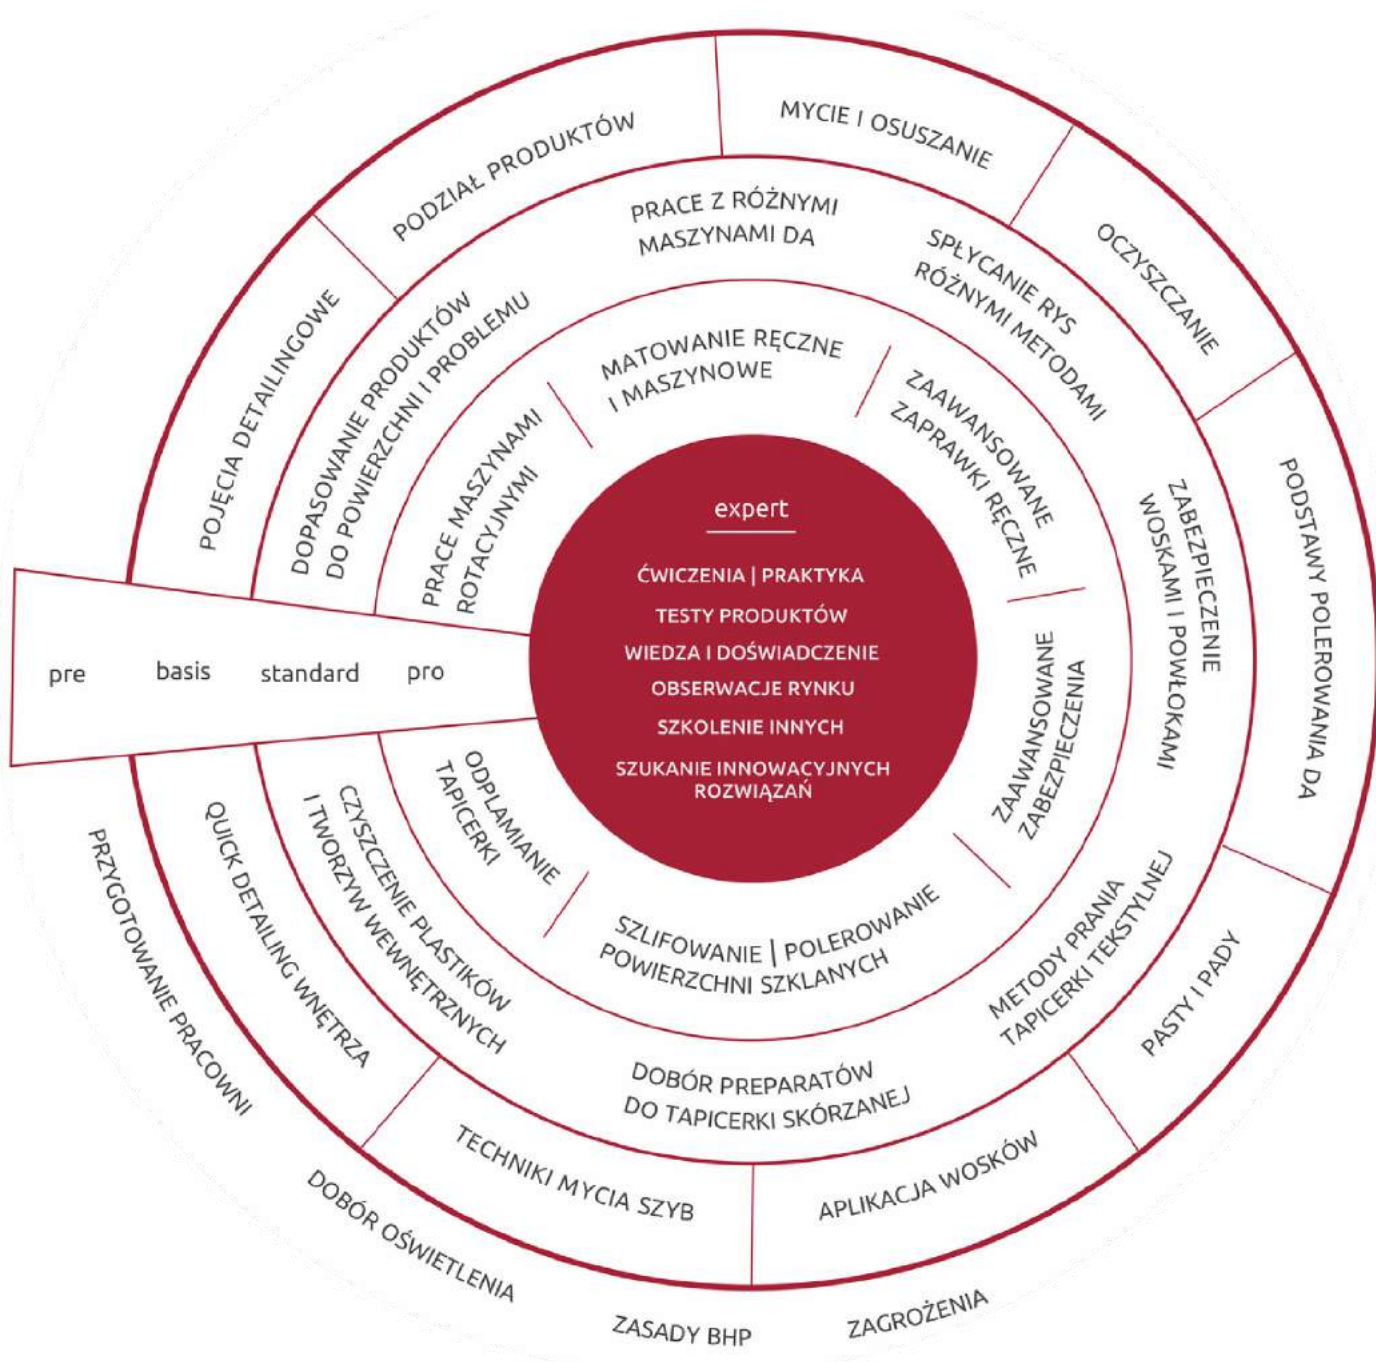 PODZIAŁ PRODUKTÓW
MYCIE I OSUSZANIE
OCZYSZCZANIE
PODSTAWY POLEROWANIA DA
PASTY I PADY
APLIKACJA WOSKÓW
TECHNIKI MYCIA SZYB
QUICK DETAILING WNĘTRZA
POJĘCIA DETAILINGOWE
DOPASOWANIE PRODUKTÓW
DO POWIERZCHNI I PROBLEMU
PRACE Z RÓŻNYMI
MASZYNAMI DA
SPŁYCANIE RYS
RÓŻNYMI METODAMI
ZABEZPIECZENIE
WOSKAMI I POWŁOKAMI
METODY PRANIA
TAPICERKI TEKSTYLNEJ
DOBÓR PREPARATÓW
DO TAPICERKI SKÓRZANEJ
CZYSZCZENIE PLASTIKÓW
I TWORZYW WEWNĘTRZNYCH
PRACE MASZYNAMI
ROTACYJNYMI
MATOWANIE RĘCZNE
I MASZYNOWE
ZAAWANSOWANE
ZAPRAWKI RĘCZNE
ZAAWANSOWANE
ZABEZPIECZENIA
SZLIFOWANIE | POLEROWANIE
POWIERZCHNI SZKLANYCH
ODPLAMIANIE
TAPICERKI
expert
ĆWICZENIA | PRAKTYKA
TESTY PRODUKTÓW
WIEDZA I DOŚWIADCZENIE
OBSERWACJE RYNKU
SZKOLENIE INNYCH
SZUKANIE INNOWACYJNYCH
ROZWIĄZAŃ
pre
basis
standard
pro
PRZYGOTOWANIE PRACOWNI
DOBÓR OŚWIETLENIA
ZASADY BHP
ZAGROŻENIA